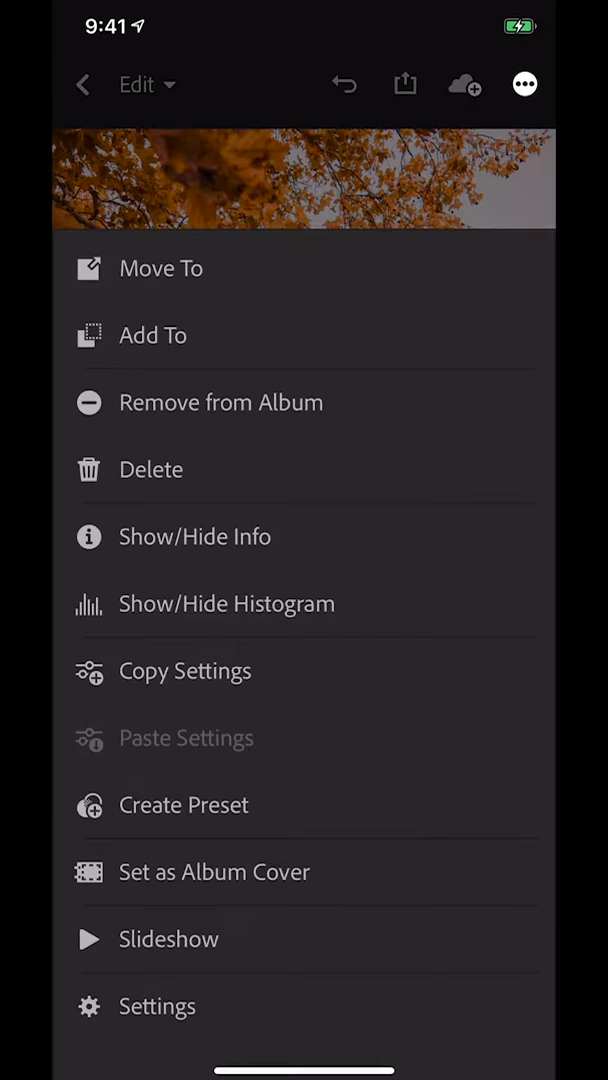 9:41
Edit
Move To
Add To
Remove from Album
Delete
Show/Hide Info
Show/Hide Histogram
Copy Settings
Paste Settings
Create Preset
Set as Album Cover
Slideshow
Settings